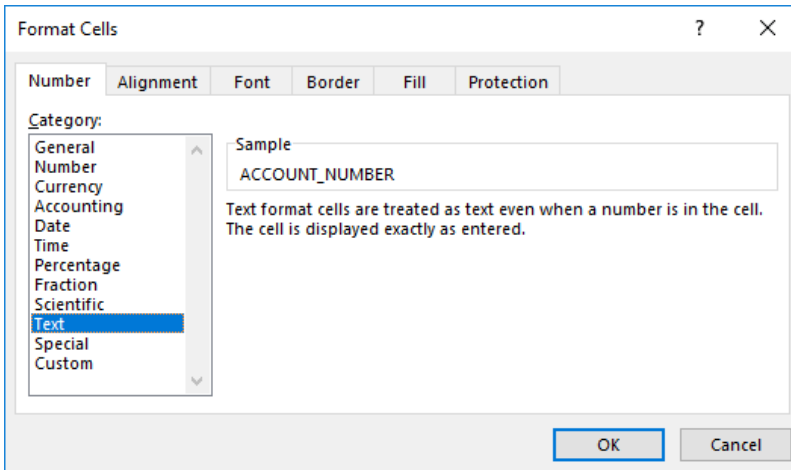 Format Cells ?
Number Alignment Font Border Fill Protection
Category:
General
Number
Currency
Accounting
Date
Time
Percentage
Fraction
Scientific
Text
Special
Custom
Sample
ACCOUNT_NUMBER
Text format cells are treated as text even when a number is in the cell.
The cell is displayed exactly as entered.
OK Cancel